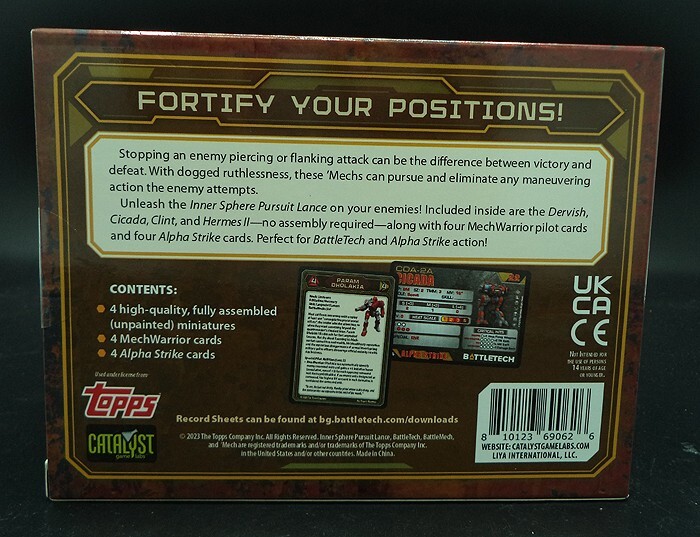 FORTIFY YOUR POSITIONS!
Stopping an enemy piercing or flanking attack can be the difference between victory and
defeat. With dogged ruthlessness, these 'Mechs can pursue and eliminate any maneuvering
action the enemy attempts.
Unleash the Inner Sphere Pursuit Lance on your enemies! Included inside are the Dervish,
Cicada, Clint, and Hermes II—no assembly required—along with four MechWarrior pilot cards
and four Alpha Strike cards. Perfect for BattleTech and Alpha Strike action!
CONTENTS:
4 high-quality, fully assembled
(unpainted) miniatures
4 MechWarrior cards
4 Alpha Strike cards
PARAM
DHOLAKIA
CDA-2A
CICADA
ALPHA STRIKE
BATTLETECH
UK
CA
CE
NOT INTENDED FOR
THE USE OF PERSONS
14 YEARS OF AGE
OR YOUNGER.
Used under license from
topps
CATALYST
game labs
Record Sheets can be found at bg.battletech.com/downloads
© 2023 The Topps Company Inc. All Rights Reserved. Inner Sphere Pursuit Lance, BattleTech, BattleMech,
and 'Mech are registered trademarks and/or trademarks of The Topps Company Inc.
in the United States and/or other countries. Made in China.
8 10123 69062 6
WEBSITE: CATALYSTGAMELABS.COM
LIYA INTERNATIONAL, LLC.